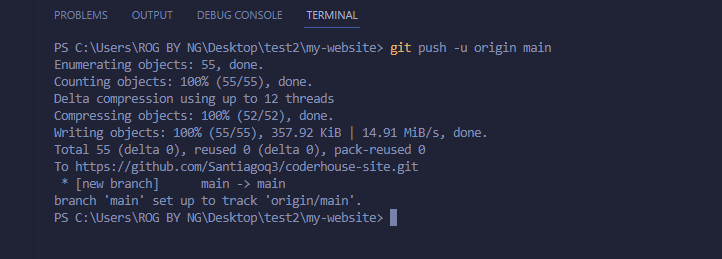 PROBLEMS OUTPUT DEBUG CONSOLE TERMINAL
PS C:\Users\ROG BY NG\Desktop\test2\my-website> git push -u origin main
Enumerating objects: 55, done.
Counting objects: 100% (55/55), done.
Delta compression using up to 12 threads
Compressing objects: 100% (52/52), done.
Writing objects: 100% (55/55), 357.92 KiB | 14.91 MiB/s, done.
Total 55 (delta 0), reused 0 (delta 0), pack-reused 0
To https://github.com/Santiagoq3/coderhouse-site.git
 * [new branch]      main -> main
branch 'main' set up to track 'origin/main'.
PS C:\Users\ROG BY NG\Desktop\test2\my-website>